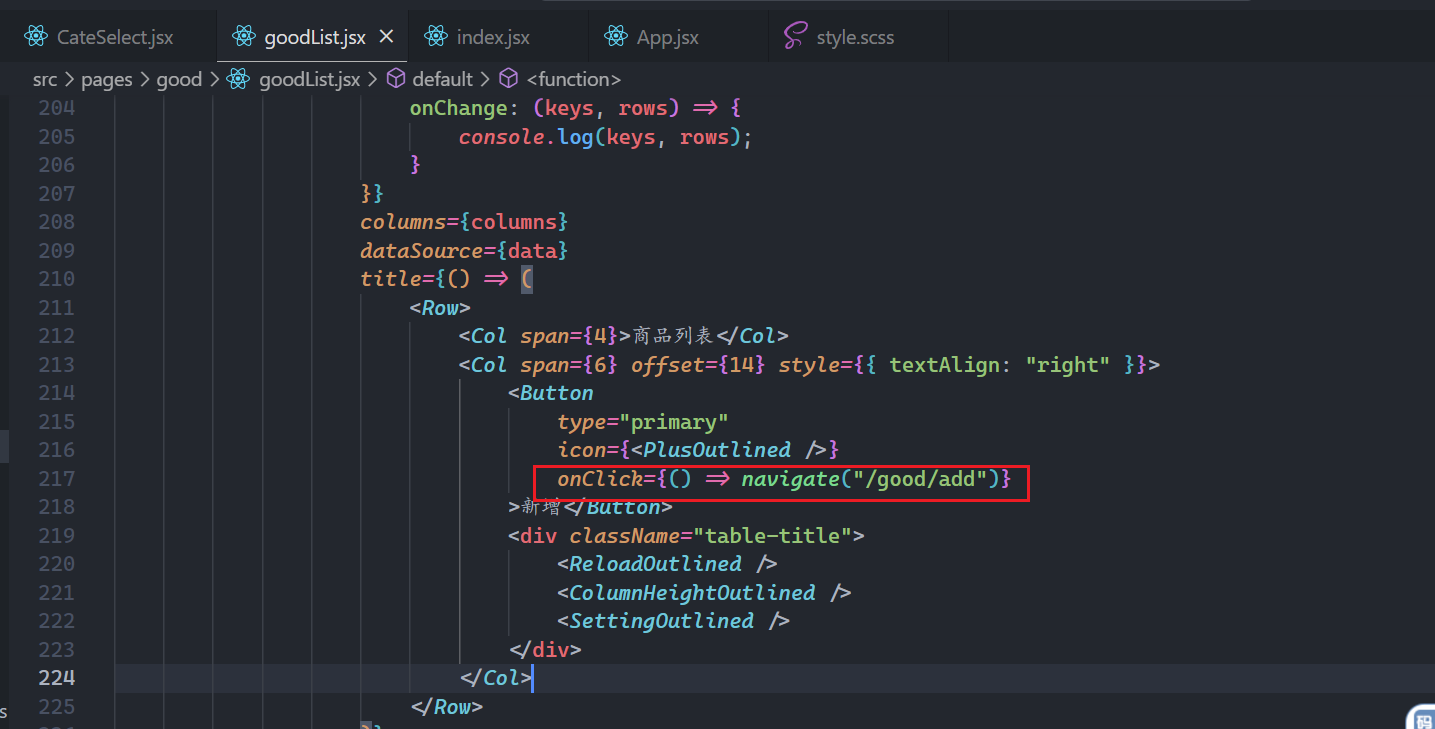 CateSelect.jsx goodList.jsx index.jsx App.jsx style.scss
src > pages > good > goodList.jsx > default > <function>
204 onChange: (keys, rows) => {
205 console.log(keys, rows);
206 }
207 }}
208 columns={columns}
209 dataSource={data}
210 title={() => (
211 <Row>
212 <Col span={4}>商品列表</Col>
213 <Col span={6} offset={14} style={{ textAlign: "right" }}>
214 <Button
215 type="primary"
216 icon={<PlusOutlined />}
217 onClick={() => navigate("/good/add")}
218 >新增</Button>
219 <div className="table-title">
220 <ReloadOutlined />
221 <ColumnHeightOutlined />
222 <SettingOutlined />
223 </div>
224 </Col>
225 </Row>